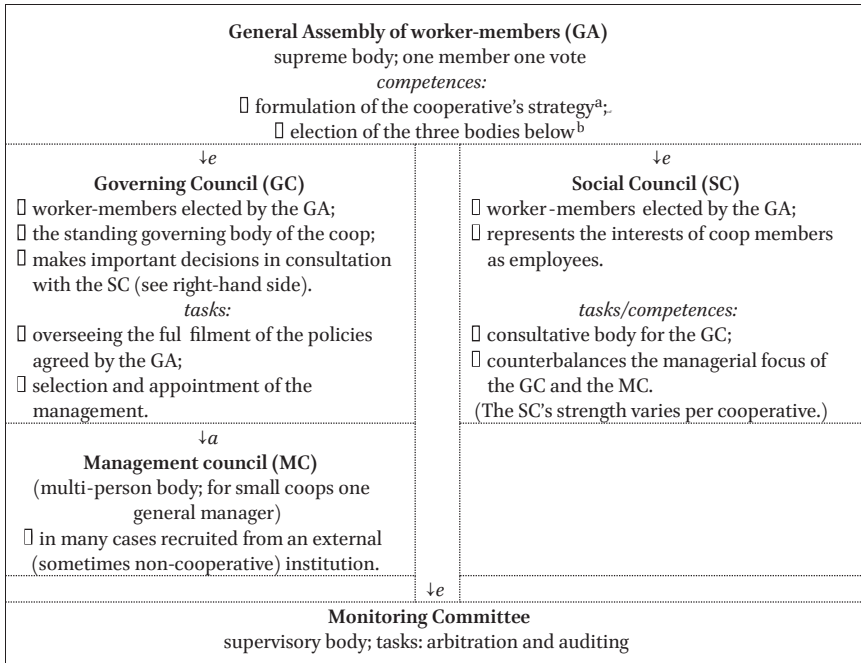 General Assembly of worker-members (GA)
supreme body; one member one vote
competences:
▯ formulation of the cooperative’s strategyᵃ;
▯ election of the three bodies belowᵇ
↓e
Governing Council (GC)
▯ worker-members elected by the GA;
▯ the standing governing body of the coop;
▯ makes important decisions in consultation
with the SC (see right-hand side).
tasks:
▯ overseeing the ful filment of the policies
agreed by the GA;
▯ selection and appointment of the
management.
↓e
Social Council (SC)
▯ worker-members elected by the GA;
▯ represents the interests of coop members
as employees.
tasks/competences:
▯ consultative body for the GC;
▯ counterbalances the managerial focus of
the GC and the MC.
(The SC’s strength varies per cooperative.)
↓a
Management council (MC)
(multi-person body; for small coops one
general manager)
▯ in many cases recruited from an external
(sometimes non-cooperative) institution.
↓e
Monitoring Committee
supervisory body; tasks: arbitration and auditing